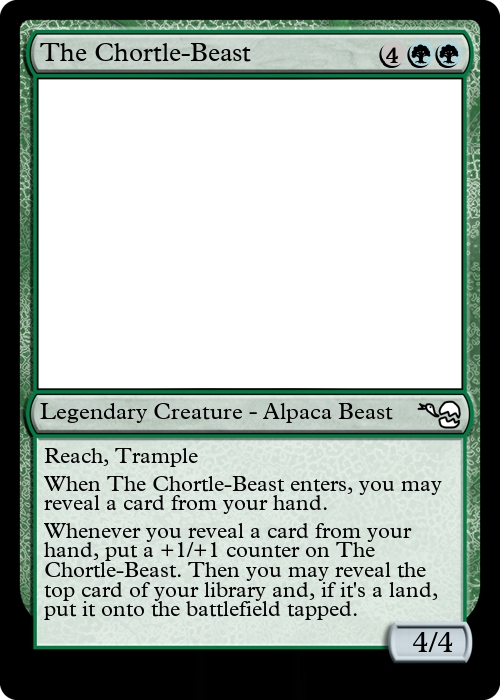 The Chortle-Beast 4
Legendary Creature - Alpaca Beast
Reach, Trample
When The Chortle-Beast enters, you may
reveal a card from your hand.
Whenever you reveal a card from your
hand, put a +1/+1 counter on The
Chortle-Beast. Then you may reveal the
top card of your library and, if it's a land,
put it onto the battlefield tapped.
4/4